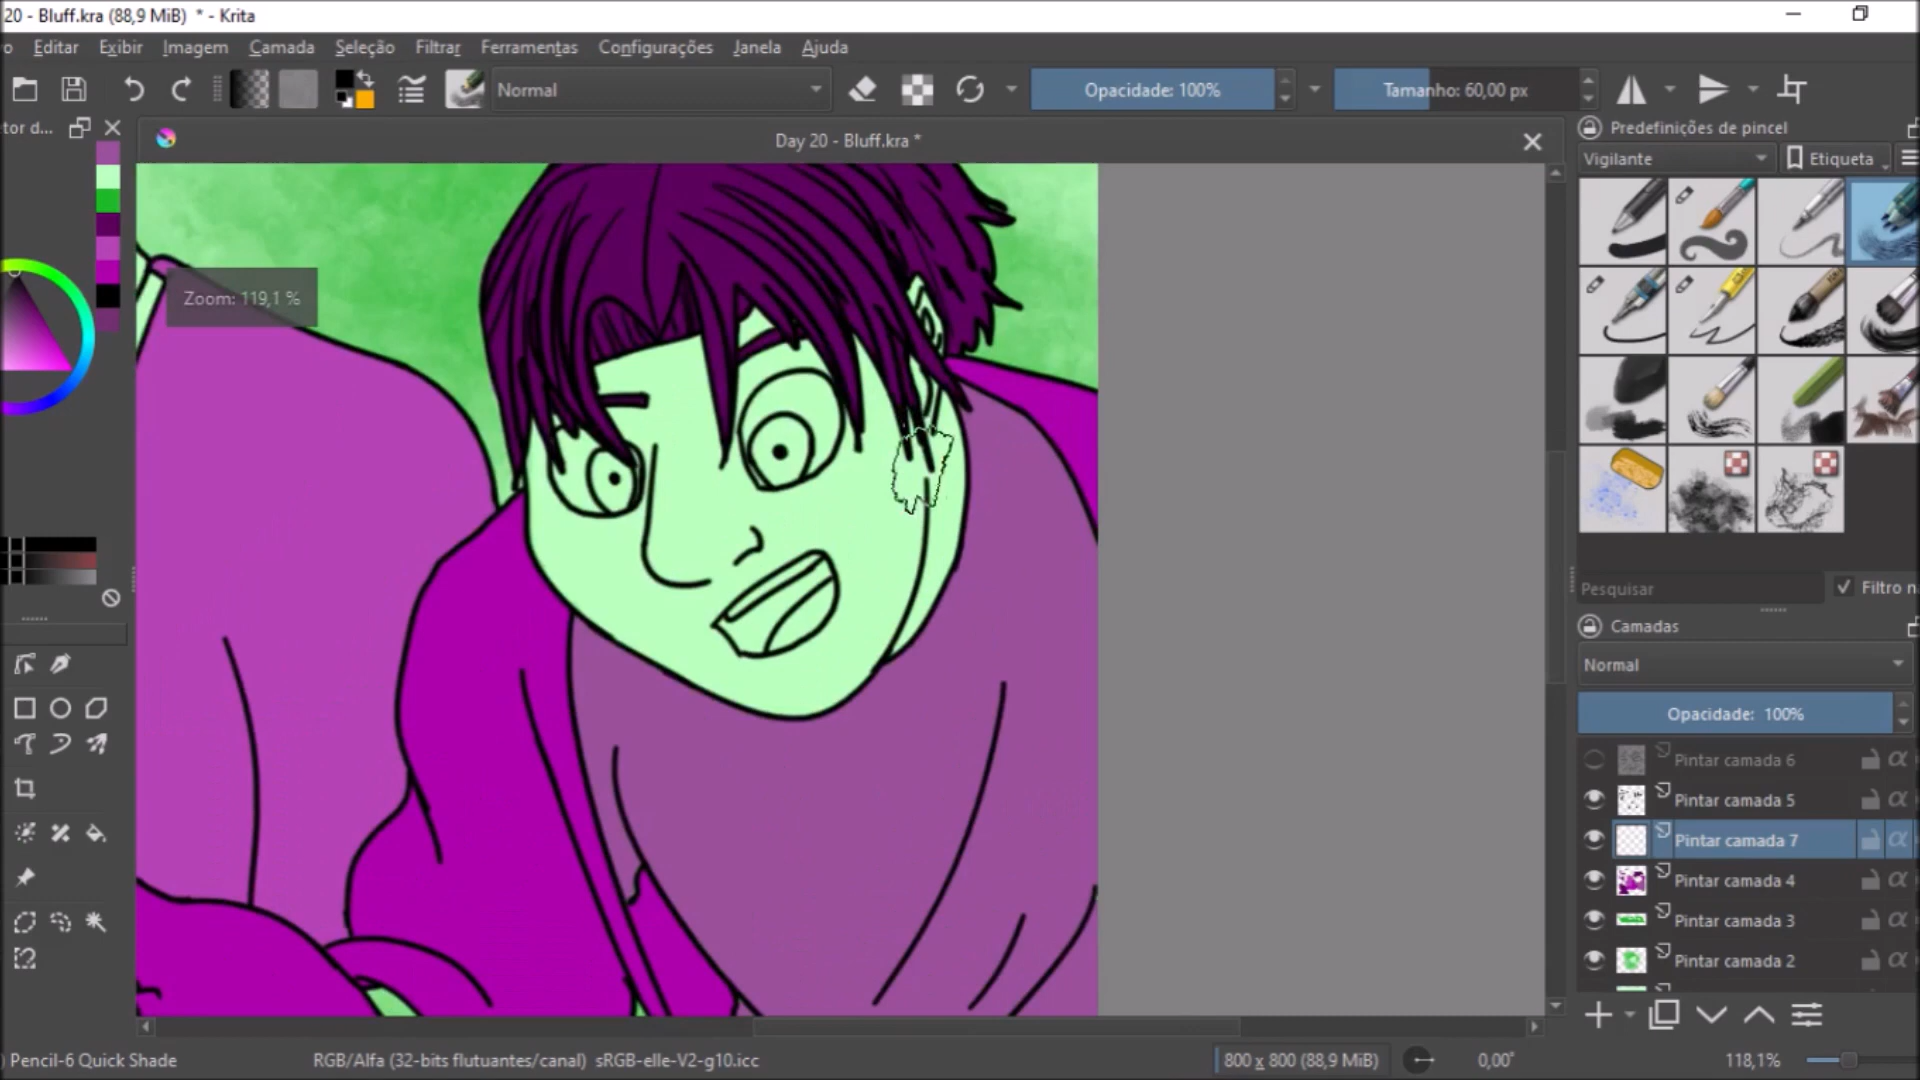 20 - Bluff.kra (88,9 MiB) * - Krita
Editar Exibir Imagem Camada Seleção Filtrar Ferramentas Configurações Janela Ajuda
Normal
Opacidade: 100%
Tamanho: 60,00 px
tor d...
Day 20 - Bluff.kra *
Predefinições de pincel
Vigilante
Etiqueta
Zoom: 119,1 %
Pesquisar
Filtro n
Camadas
Normal
Opacidade: 100%
Pintar camada 6
Pintar camada 5
Pintar camada 7
Pintar camada 4
Pintar camada 3
Pintar camada 2
) Pencil-6 Quick Shade
RGB/Alfa (32-bits flutuantes/canal) sRGB-elle-V2-g10.icc
800 x 800 (88,9 MiB)
0,00°
118,1%